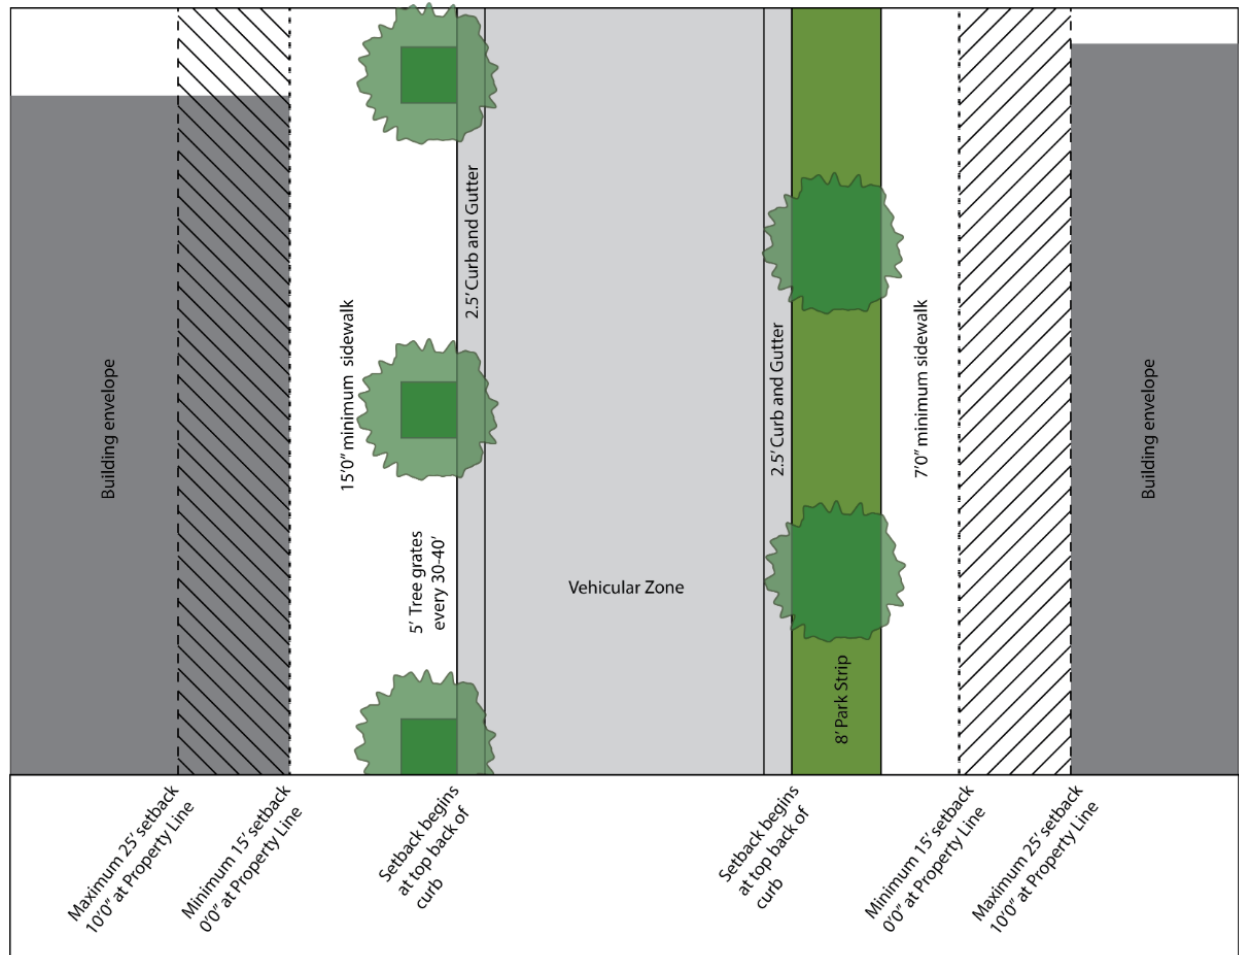 Building envelope
15'0" minimum sidewalk
5' Tree grates
every 30-40'
2.5' Curb and Gutter
Vehicular Zone
2.5' Curb and Gutter
8' Park Strip
7'0" minimum sidewalk
Building envelope
Maximum 25' setback
10'0" at Property Line
Minimum 15' setback
0'0" at Property Line
Setback begins
at top back of
curb
Setback begins
at top back of
curb
Minimum 15' setback
0'0" at Property Line
Maximum 25' setback
10'0" at Property Line